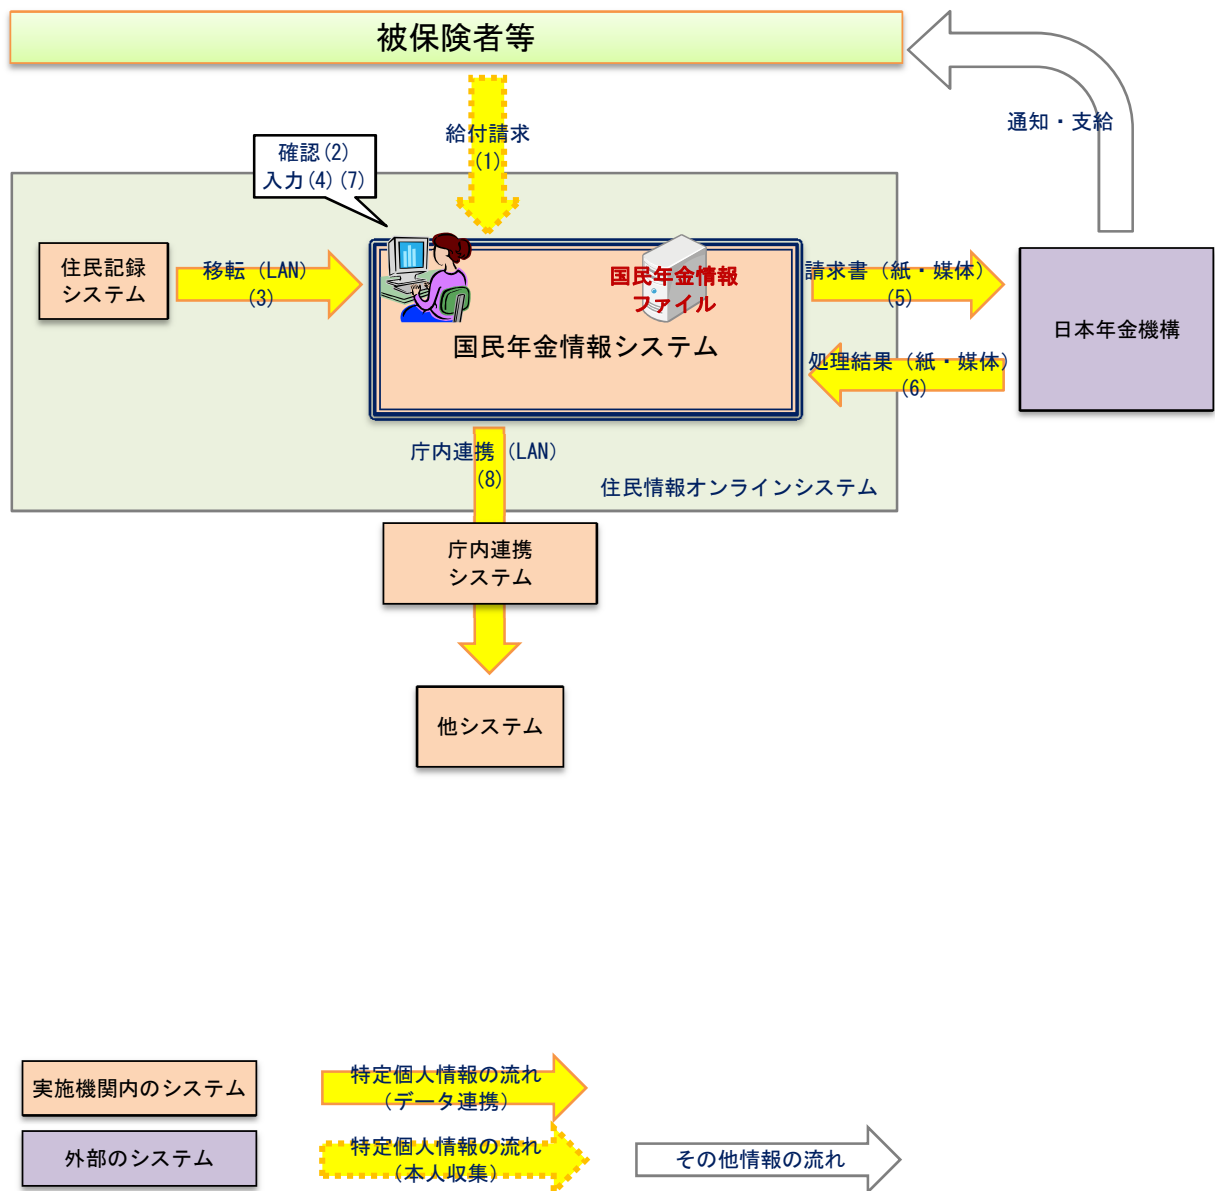 被保険者等
給付請求
(1)
通知・支給
確認(2)
入力(4)(7)
住民記録
システム
移転（LAN）
(3)
国民年金情報
ファイル
国民年金情報システム
請求書（紙・媒体）
(5)
処理結果（紙・媒体）
(6)
日本年金機構
庁内連携（LAN）
(8)
住民情報オンラインシステム
庁内連携
システム
他システム
実施機関内のシステム
特定個人情報の流れ
（データ連携）
外部のシステム
特定個人情報の流れ
（本人収集）
その他情報の流れ